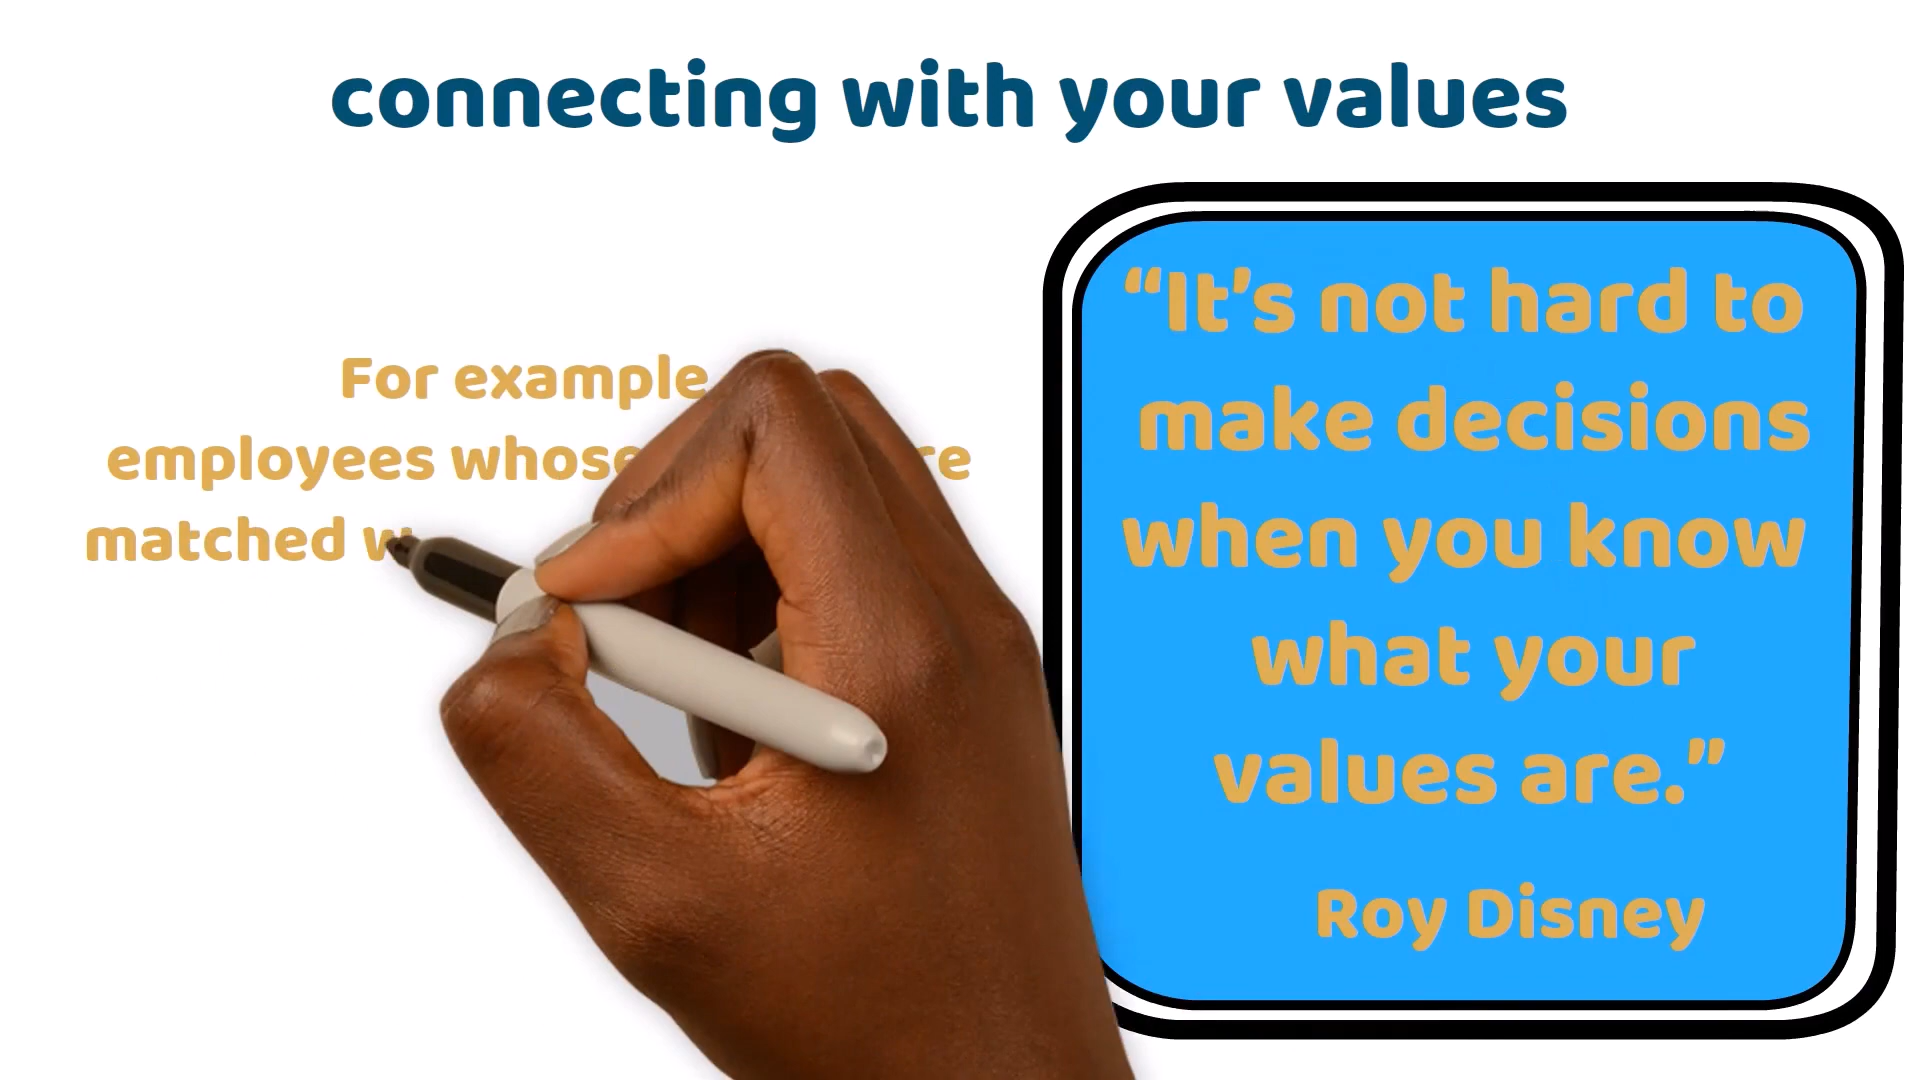 connecting with your values
For example
employees whose
matched
“It’s not hard to
make decisions
when you know
what your
values are.”
Roy Disney